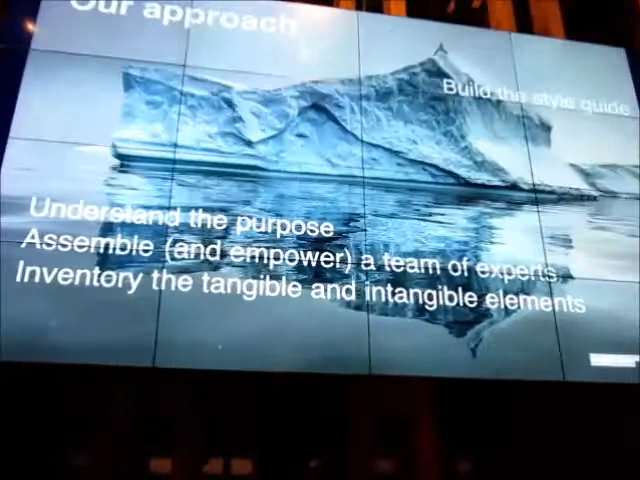 Our approach
Build the style guide
Understand the purpose
Assemble (and empower) a team of experts
Inventory the tangible and intangible elements